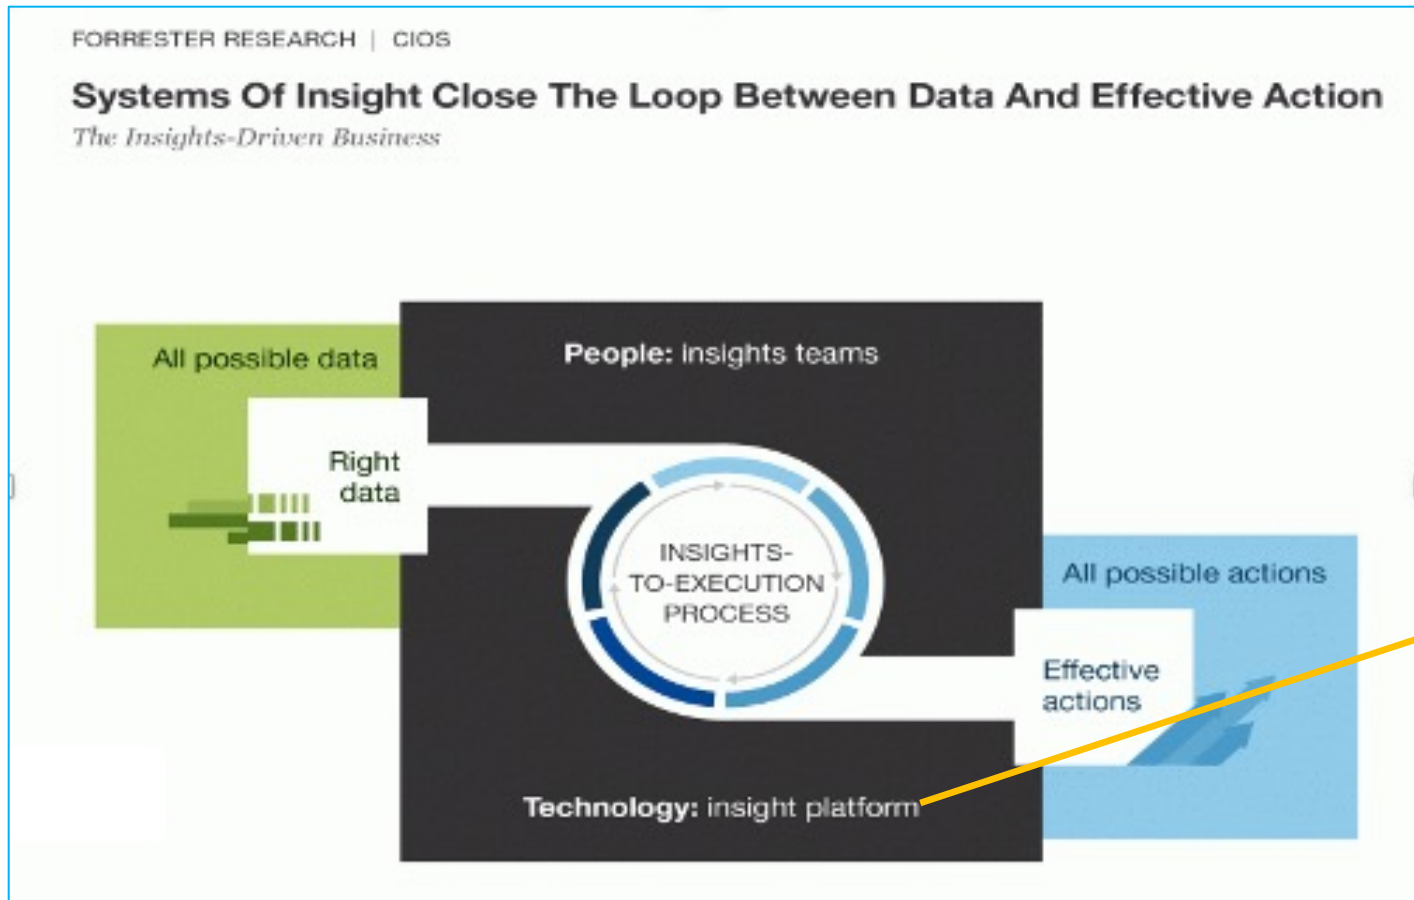 FORRESTER RESEARCH | CIOS
Systems Of Insight Close The Loop Between Data And Effective Action
The Insights-Driven Business
All possible data
People: insights teams
Right
data
INSIGHTS-
TO-EXECUTION
PROCESS
All possible actions
Effective
actions
Technology: insight platform